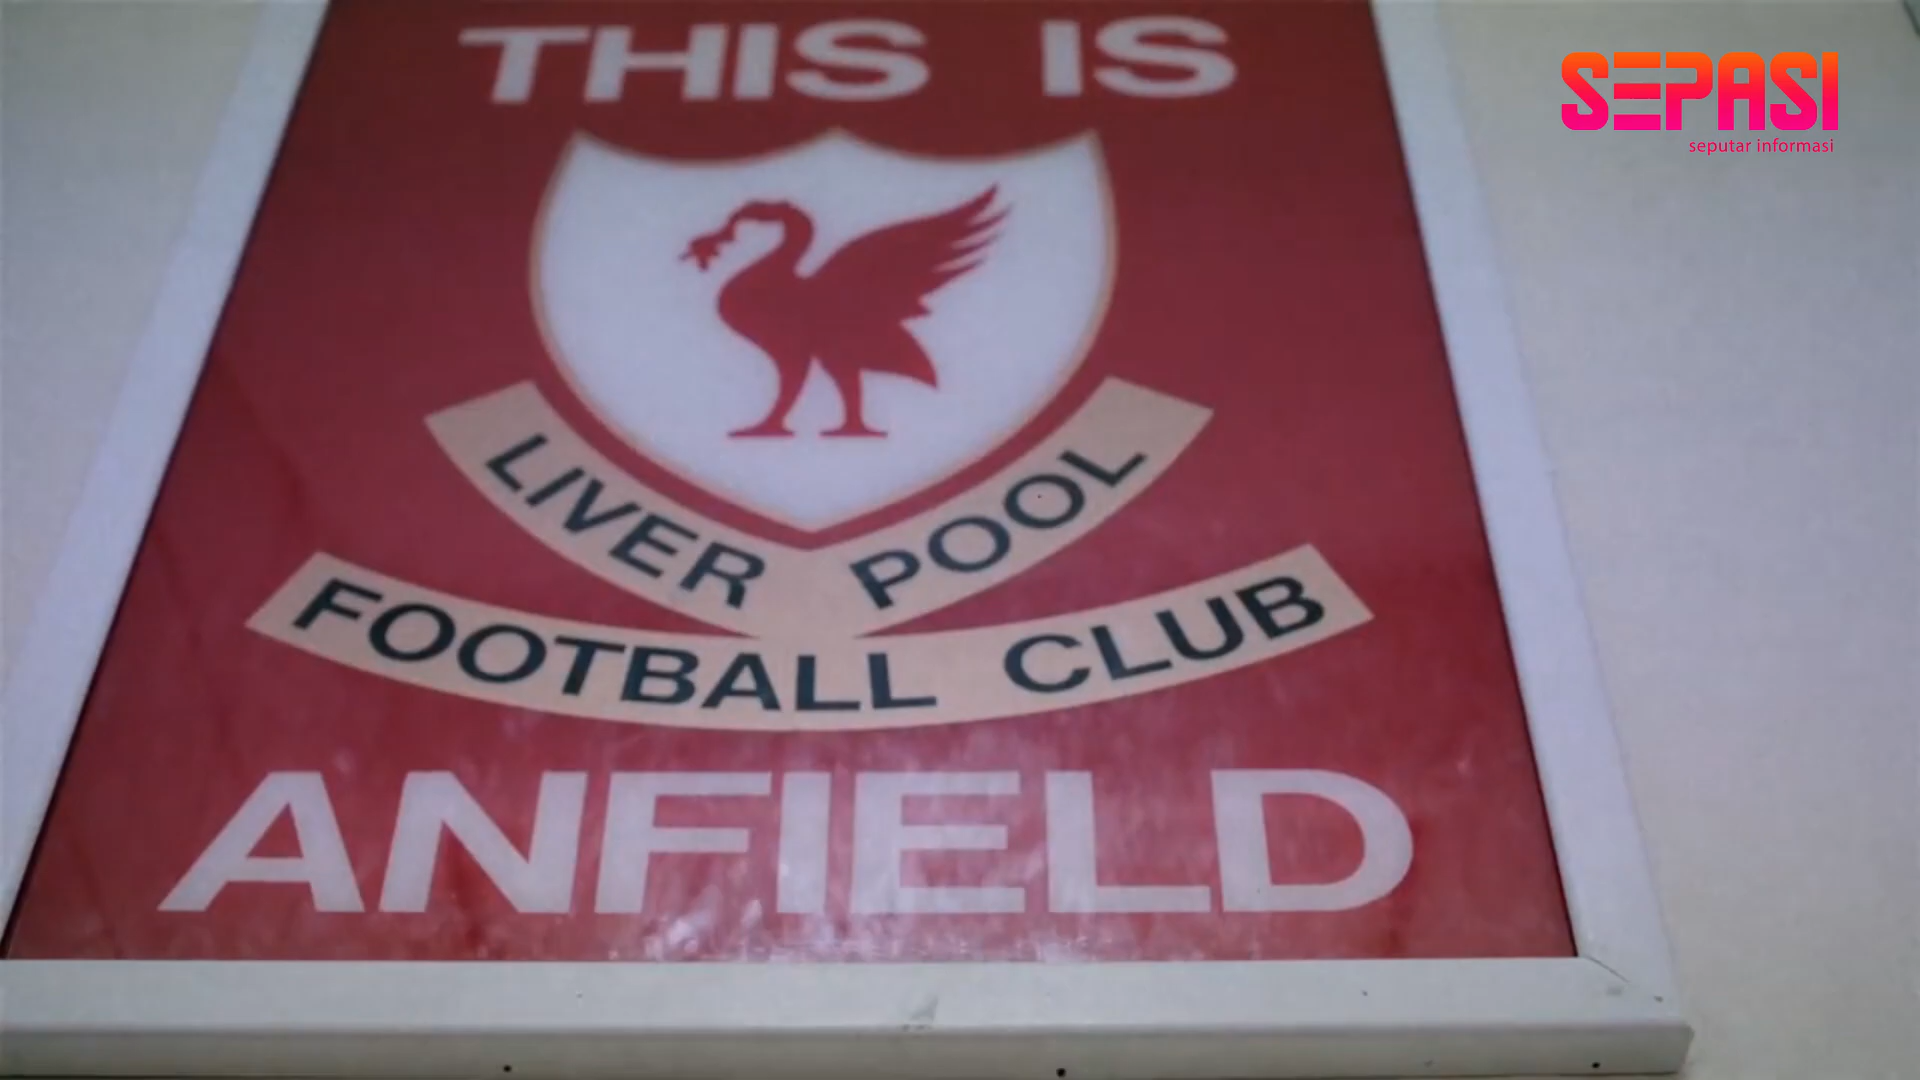 THIS IS
LIVER POOL
FOOTBALL CLUB
ANFIELD
SEPASI
seputar informasi